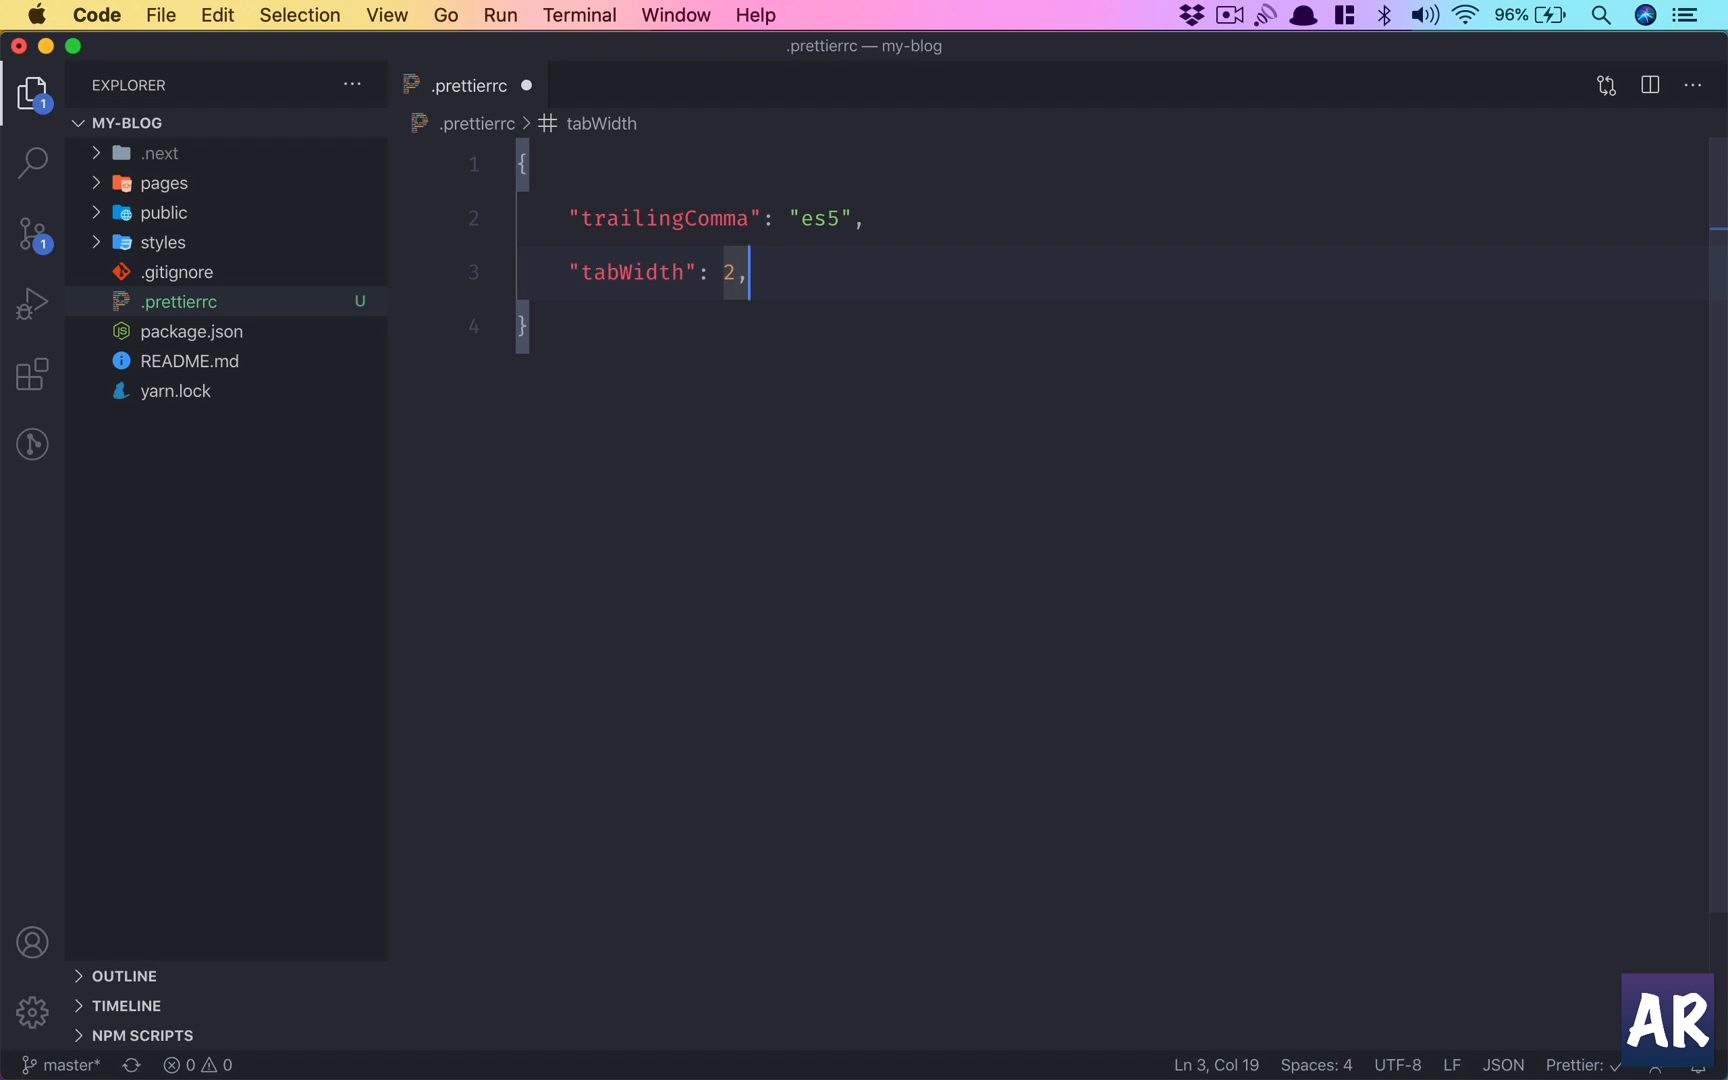 Code File Edit Selection View Go Run Terminal Window Help 96%
.prettierrc — my-blog
EXPLORER
.prettierrc
1
MY-BLOG
.prettierrc > tabWidth
.next
pages
public
styles
1
.gitignore
.prettierrc U
package.json
README.md
yarn.lock
1 {
2 "trailingComma": "es5",
3 "tabWidth": 2,
4 }
OUTLINE
TIMELINE
NPM SCRIPTS
AR
master* 0 0 Ln 3, Col 19 Spaces: 4 UTF-8 LF JSON Prettier: ✓